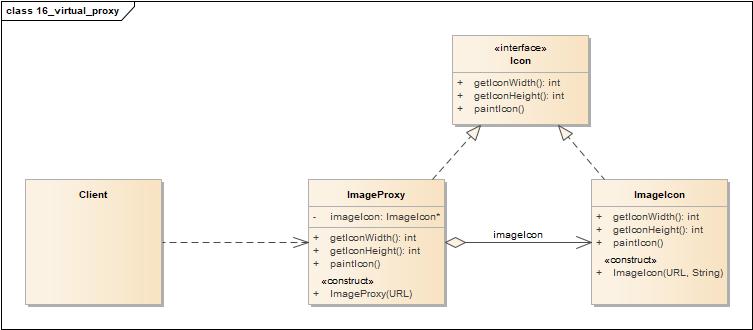 class 16_virtual_proxy
«interface»
Icon
+ getIconWidth(): int
+ getIconHeight(): int
+ paintIcon()
Client
ImageProxy
- imageIcon: ImageIcon*
+ getIconWidth(): int
+ getIconHeight(): int
+ paintIcon()
«construct»
+ ImageProxy(URL)
imageIcon
ImageIcon
+ getIconWidth(): int
+ getIconHeight(): int
+ paintIcon()
«construct»
+ ImageIcon(URL, String)